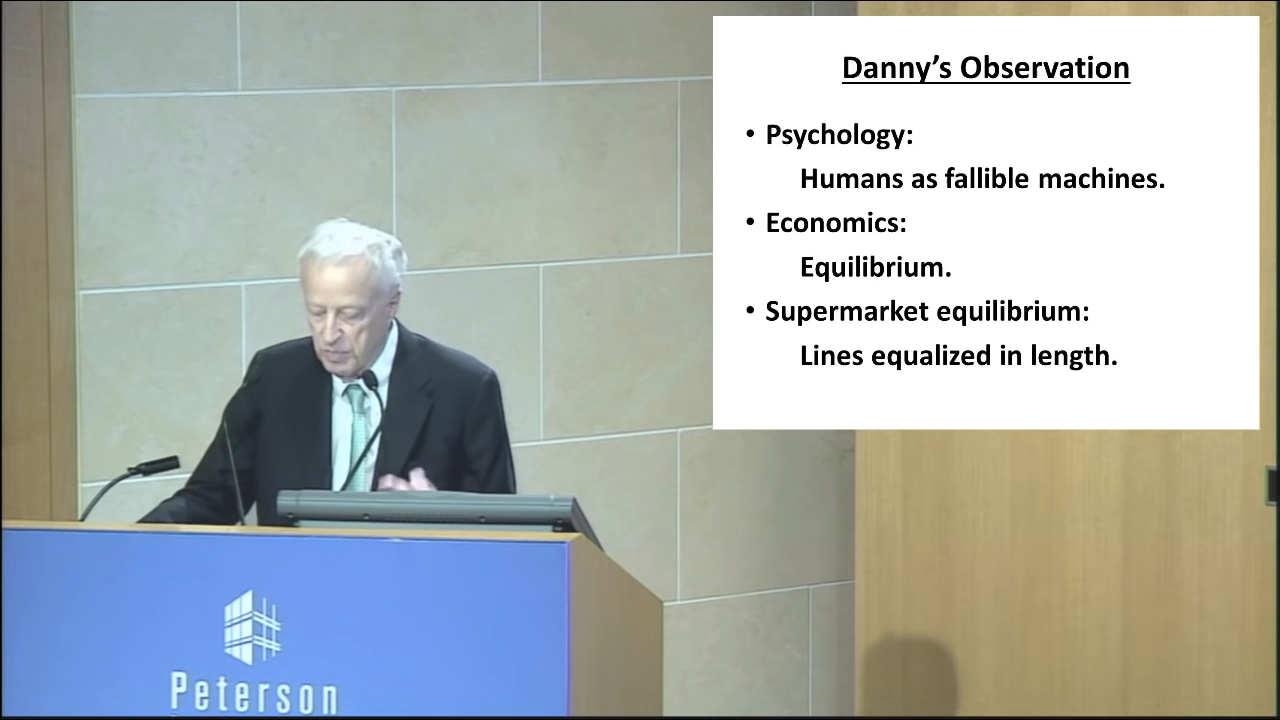 Danny's Observation
• Psychology:
Humans as fallible machines.
• Economics:
Equilibrium.
• Supermarket equilibrium:
Lines equalized in length.
Peterson